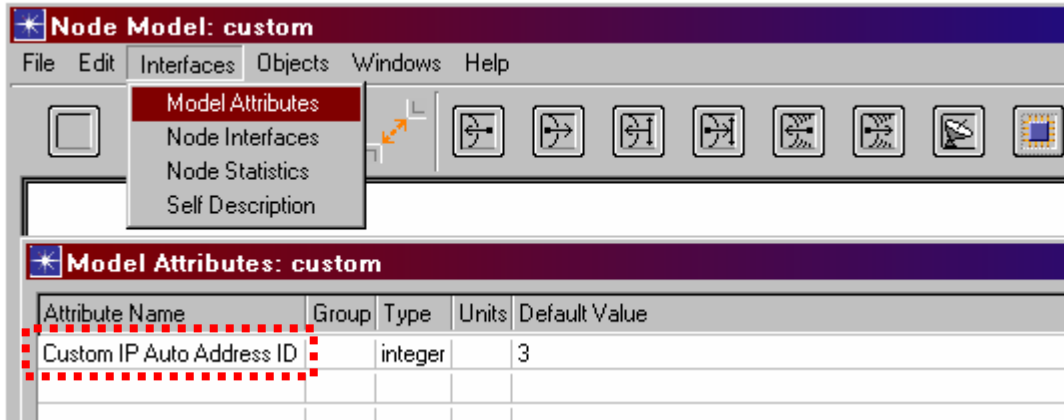 Node Model: custom
File Edit Interfaces Objects Windows Help
Model Attributes
Node Interfaces
Node Statistics
Self Description
Model Attributes: custom
Attribute Name Group Type Units Default Value
Custom IP Auto Address ID integer 3